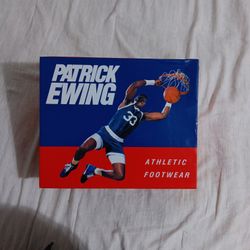 PATRICK
EWING
33
ATHLETIC
FOOTWEAR